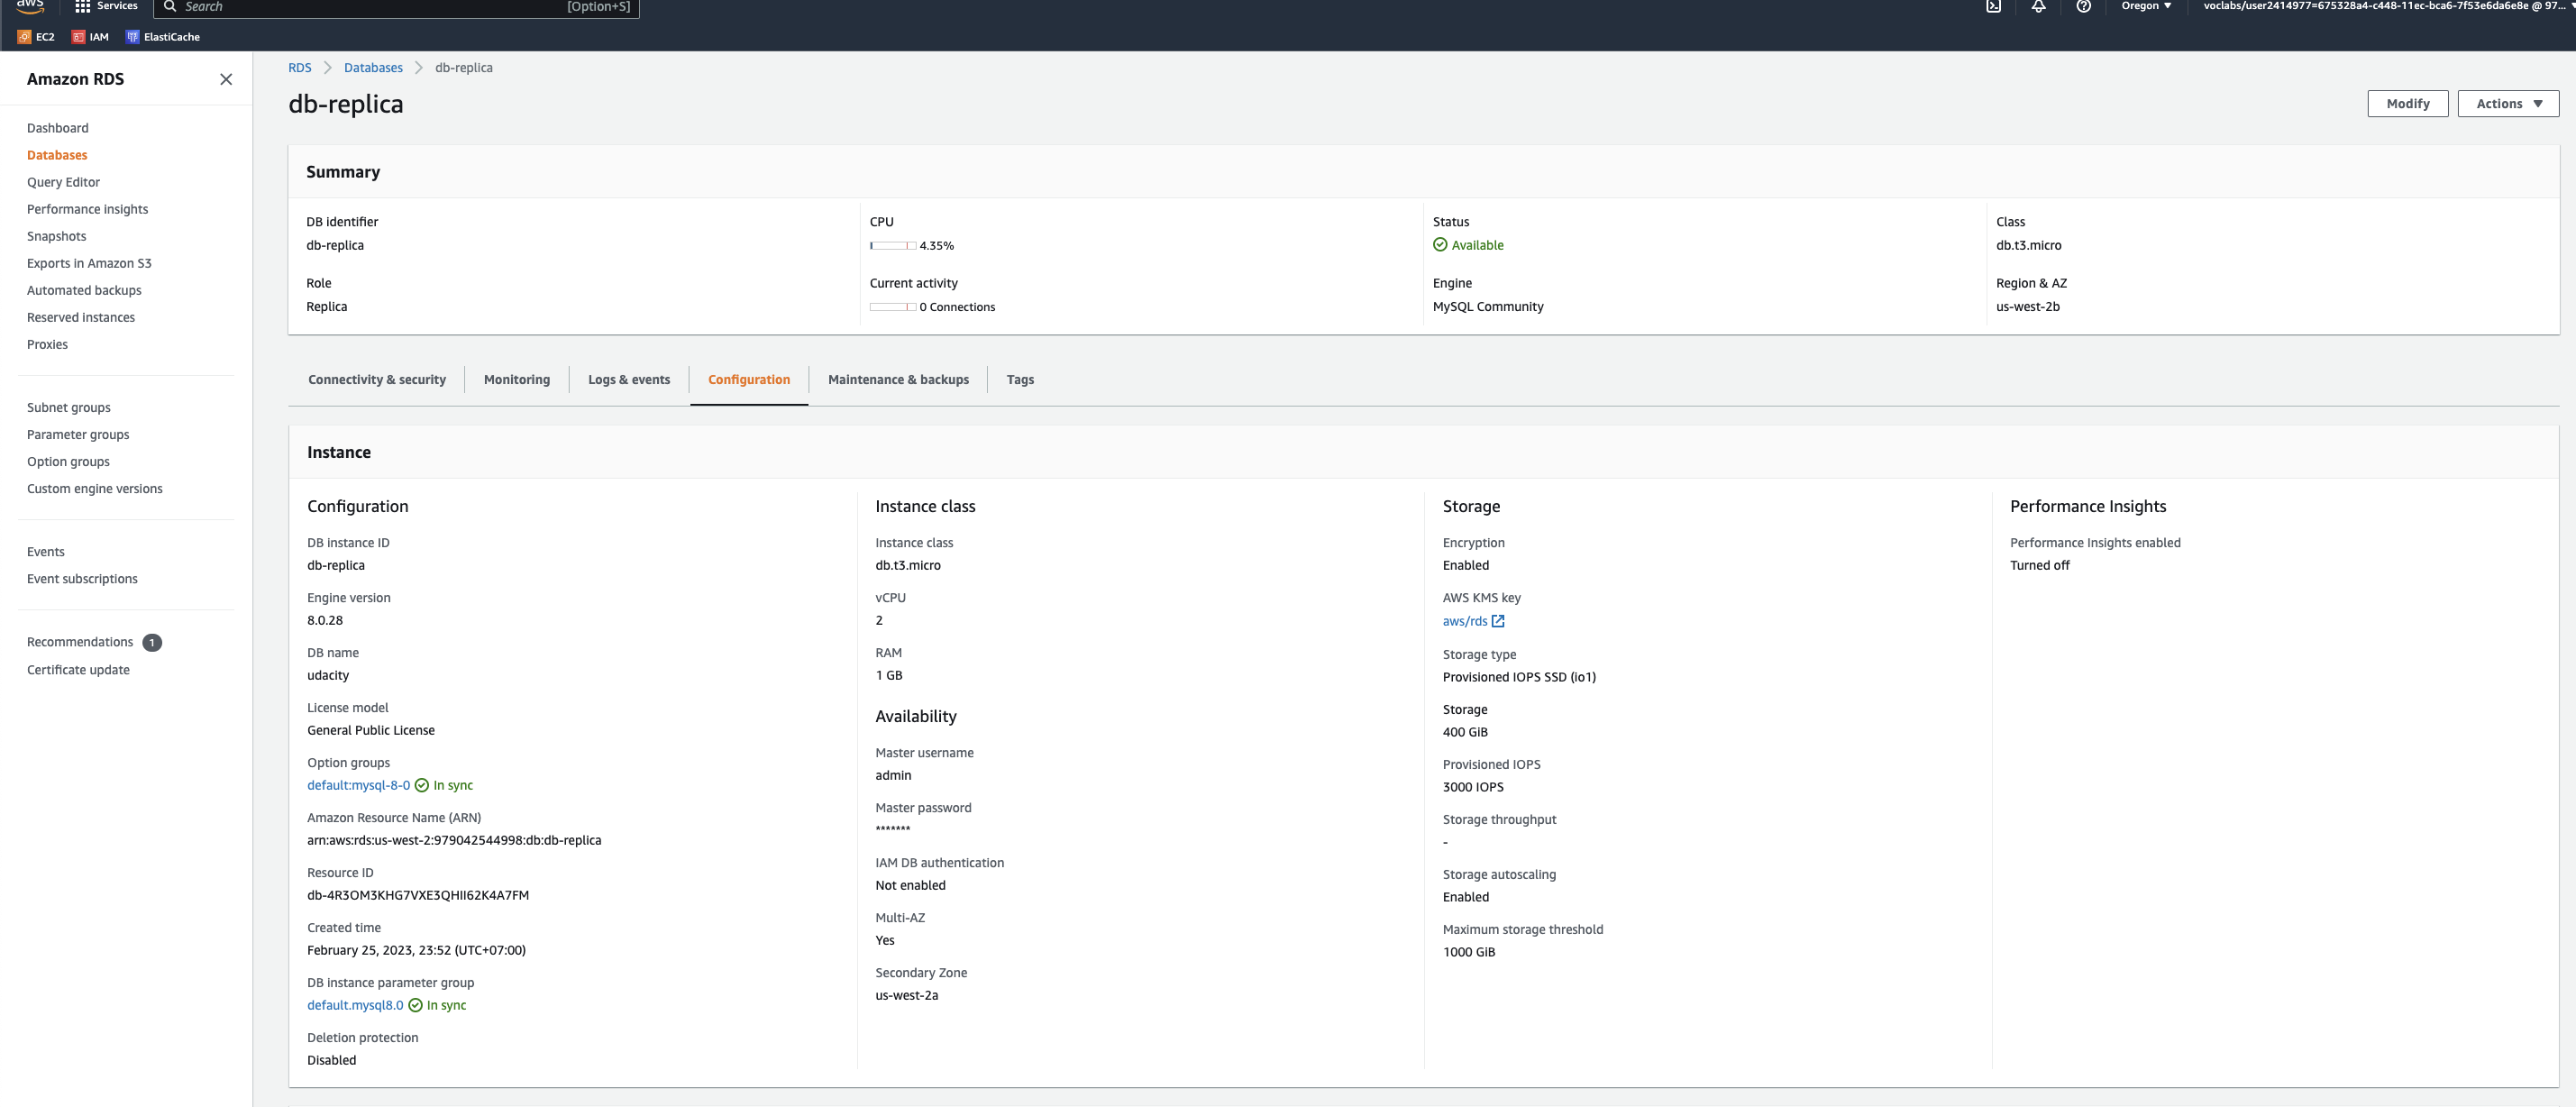 aws
Services
Search
[Option+S]
Oregon
voclabs/user2414977=675328a4-c448-11ec-bca6-7f53e6da6e8e @ 97...
EC2
IAM
ElastiCache
Amazon RDS
Dashboard
Databases
Query Editor
Performance insights
Snapshots
Exports in Amazon S3
Automated backups
Reserved instances
Proxies
Subnet groups
Parameter groups
Option groups
Custom engine versions
Events
Event subscriptions
Recommendations 1
Certificate update
RDS > Databases > db-replica
db-replica
Modify
Actions
Summary
DB identifier
db-replica
Role
Replica
CPU
4.35%
Current activity
0 Connections
Status
Available
Engine
MySQL Community
Class
db.t3.micro
Region & AZ
us-west-2b
Connectivity & security
Monitoring
Logs & events
Configuration
Maintenance & backups
Tags
Instance
Configuration
DB instance ID
db-replica
Engine version
8.0.28
DB name
udacity
License model
General Public License
Option groups
default:mysql-8-0 In sync
Amazon Resource Name (ARN)
arn:aws:rds:us-west-2:979042544998:db:db-replica
Resource ID
db-4R3OM3KHG7VXE3QHII62K4A7FM
Created time
February 25, 2023, 23:52 (UTC+07:00)
DB instance parameter group
default.mysql8.0 In sync
Deletion protection
Disabled
Instance class
Instance class
db.t3.micro
vCPU
2
RAM
1 GB
Availability
Master username
admin
Master password
*******
IAM DB authentication
Not enabled
Multi-AZ
Yes
Secondary Zone
us-west-2a
Storage
Encryption
Enabled
AWS KMS key
aws/rds
Storage type
Provisioned IOPS SSD (io1)
Storage
400 GiB
Provisioned IOPS
3000 IOPS
Storage throughput
-
Storage autoscaling
Enabled
Maximum storage threshold
1000 GiB
Performance Insights
Performance Insights enabled
Turned off